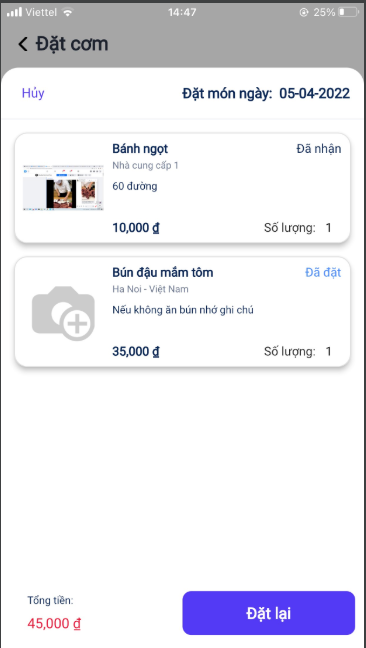 Viettel 14:47 25%
Đặt cơm
Hủy Đặt món ngày: 05-04-2022
Bánh ngọt Đã nhận
Nhà cung cấp 1
60 đường
10,000 ₫ Số lượng: 1
Bún đậu mắm tôm Đã đặt
Ha Noi - Việt Nam
Nếu không ăn bún nhớ ghi chú
35,000 ₫ Số lượng: 1
Tổng tiền:
45,000 ₫
Đặt lại